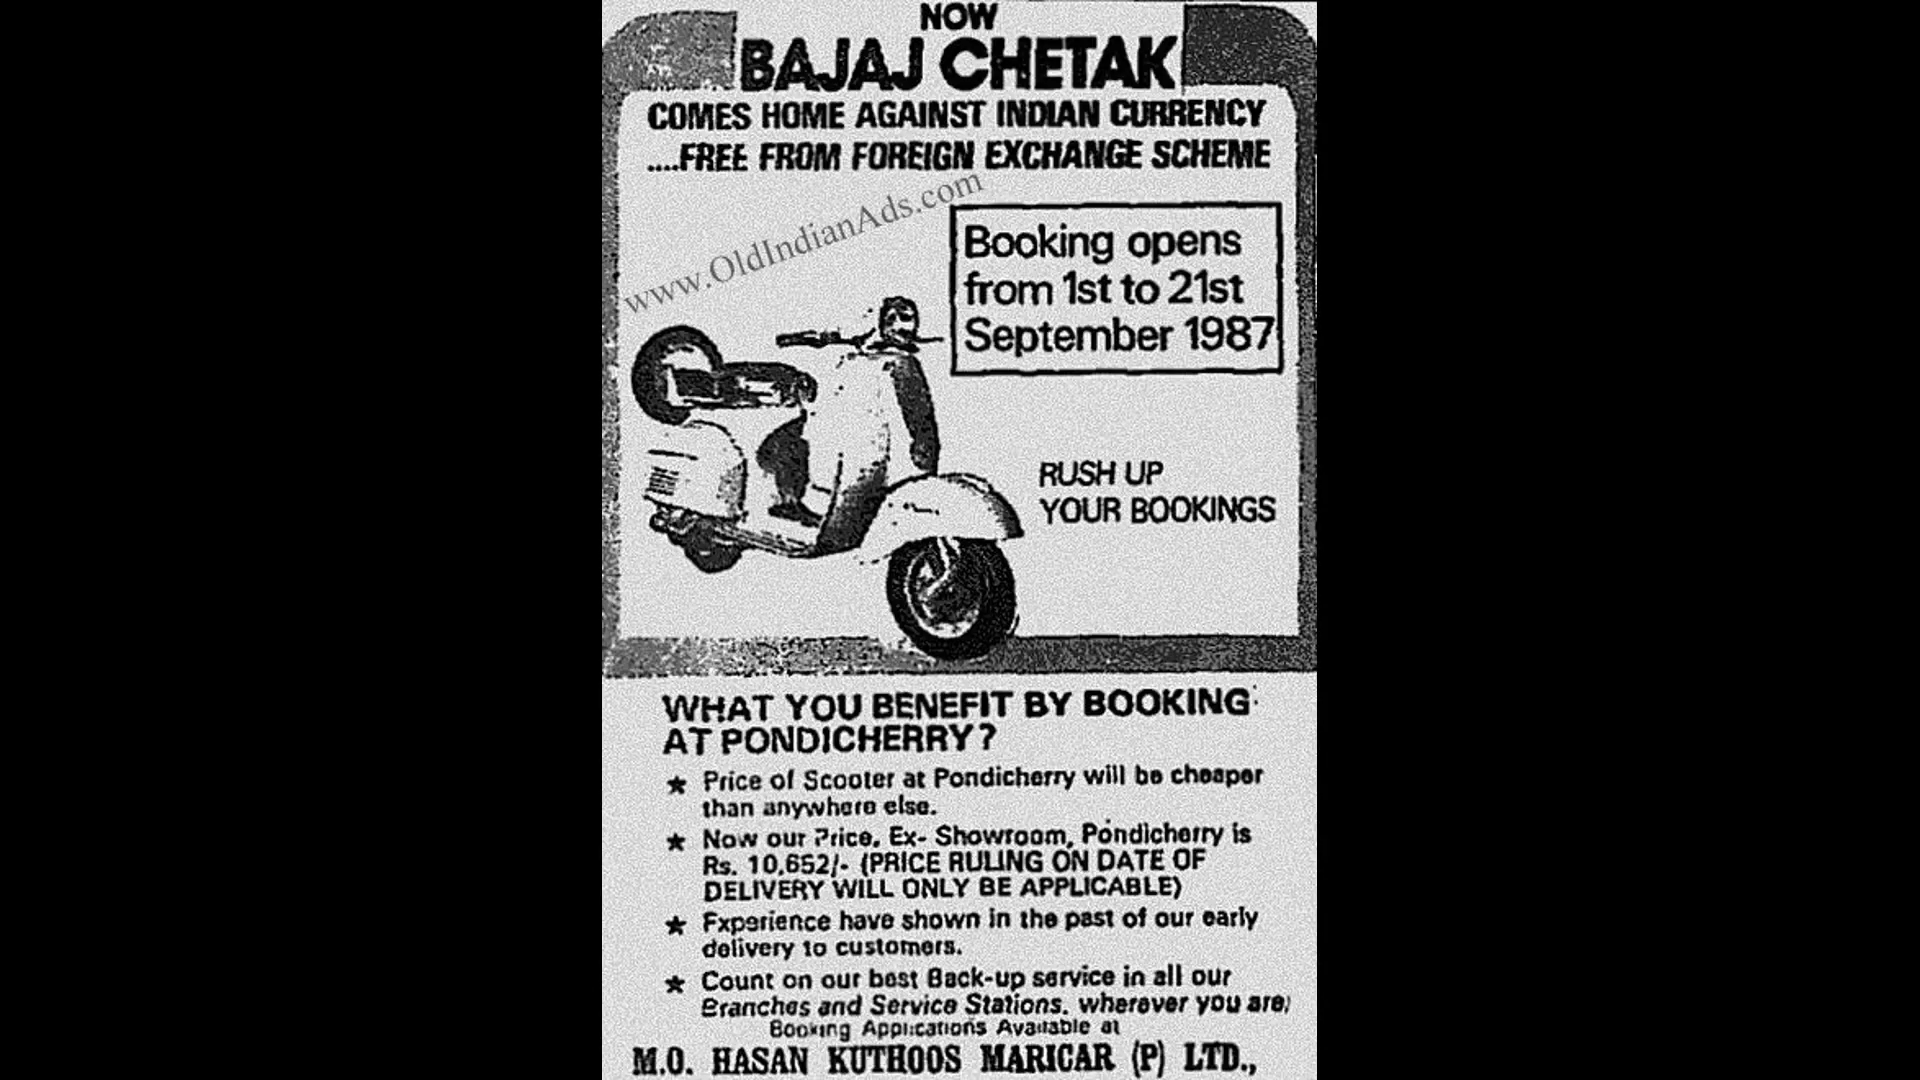 NOW
BAJAJ CHETAK
COMES HOME AGAINST INDIAN CURRENCY
....FREE FROM FOREIGN EXCHANGE SCHEME
www.OldIndianAds.com
Booking opens
from 1st to 21st
September 1987
RUSH UP
YOUR BOOKINGS
WHAT YOU BENEFIT BY BOOKING
AT PONDICHERRY?
★ Price of Scooter at Pondicherry will be cheaper
than anywhere else.
★ Now our Price, Ex- Showroom, Pondicherry is
Rs. 10,652/- (PRICE RULING ON DATE OF
DELIVERY WILL ONLY BE APPLICABLE)
★ Experience have shown in the past of our early
delivery to customers.
★ Count on our best Back-up service in all our
Branches and Service Stations, wherever you are,
Booking Applications Available at
M.O. HASAN KUTHOOS MARICAR (P) LTD.,